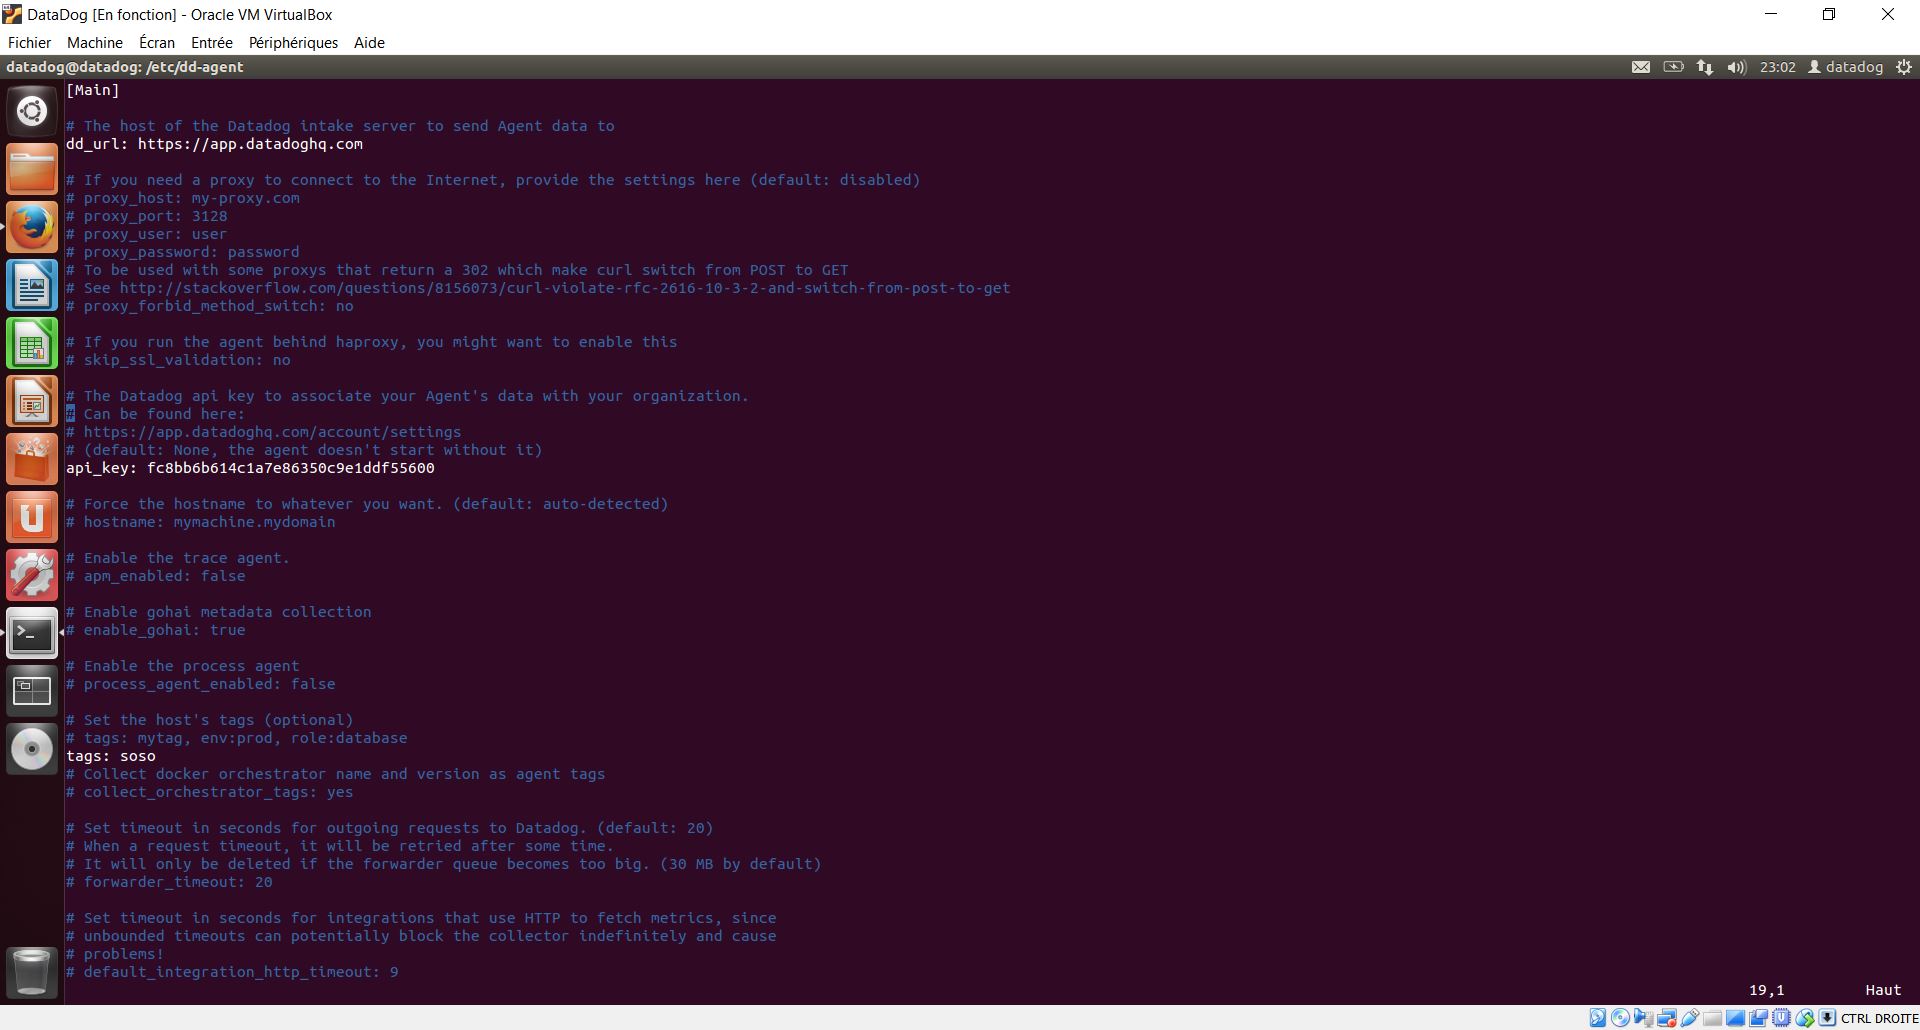 DataDog [En fonction] - Oracle VM VirtualBox
Fichier Machine Écran Entrée Périphériques Aide
datadog@datadog: /etc/dd-agent 23:02 datadog
[Main]
# The host of the Datadog intake server to send Agent data to
dd_url: https://app.datadoghq.com
# If you need a proxy to connect to the Internet, provide the settings here (default: disabled)
# proxy_host: my-proxy.com
# proxy_port: 3128
# proxy_user: user
# proxy_password: password
# To be used with some proxys that return a 302 which make curl switch from POST to GET
# See http://stackoverflow.com/questions/8156073/curl-violate-rfc-2616-10-3-2-and-switch-from-post-to-get
# proxy_forbid_method_switch: no
# If you run the agent behind haproxy, you might want to enable this
# skip_ssl_validation: no
# The Datadog api key to associate your Agent's data with your organization.
# Can be found here:
# https://app.datadoghq.com/account/settings
# (default: None, the agent doesn't start without it)
api_key: fc8bb6b614c1a7e86350c9e1ddf55600
# Force the hostname to whatever you want. (default: auto-detected)
# hostname: mymachine.mydomain
# Enable the trace agent.
# apm_enabled: false
# Enable gohai metadata collection
# enable_gohai: true
# Enable the process agent
# process_agent_enabled: false
# Set the host's tags (optional)
# tags: mytag, env:prod, role:database
tags: soso
# Collect docker orchestrator name and version as agent tags
# collect_orchestrator_tags: yes
# Set timeout in seconds for outgoing requests to Datadog. (default: 20)
# When a request timeout, it will be retried after some time.
# It will only be deleted if the forwarder queue becomes too big. (30 MB by default)
# forwarder_timeout: 20
# Set timeout in seconds for integrations that use HTTP to fetch metrics, since
# unbounded timeouts can potentially block the collector indefinitely and cause
# problems!
# default_integration_http_timeout: 9
19,1 Haut
CTRL DROITE